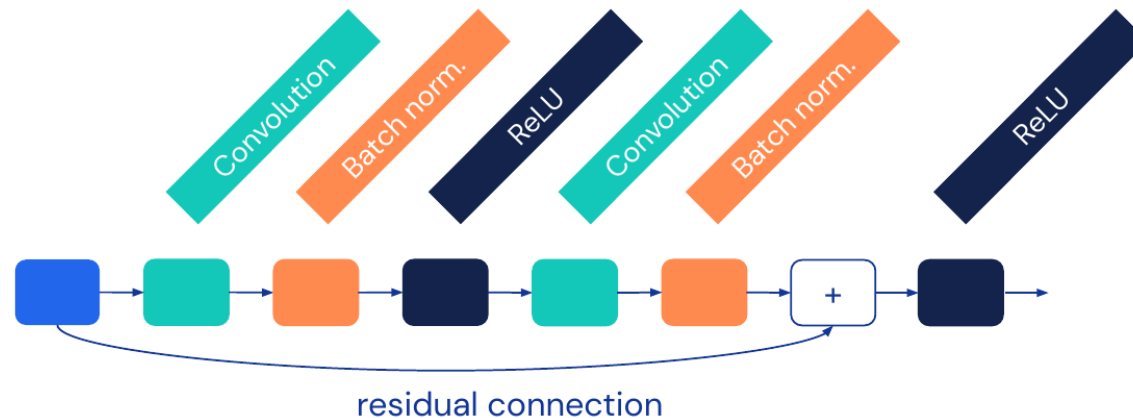 Convolution
Batch norm.
ReLU
Convolution
Batch norm.
ReLU
+
residual connection